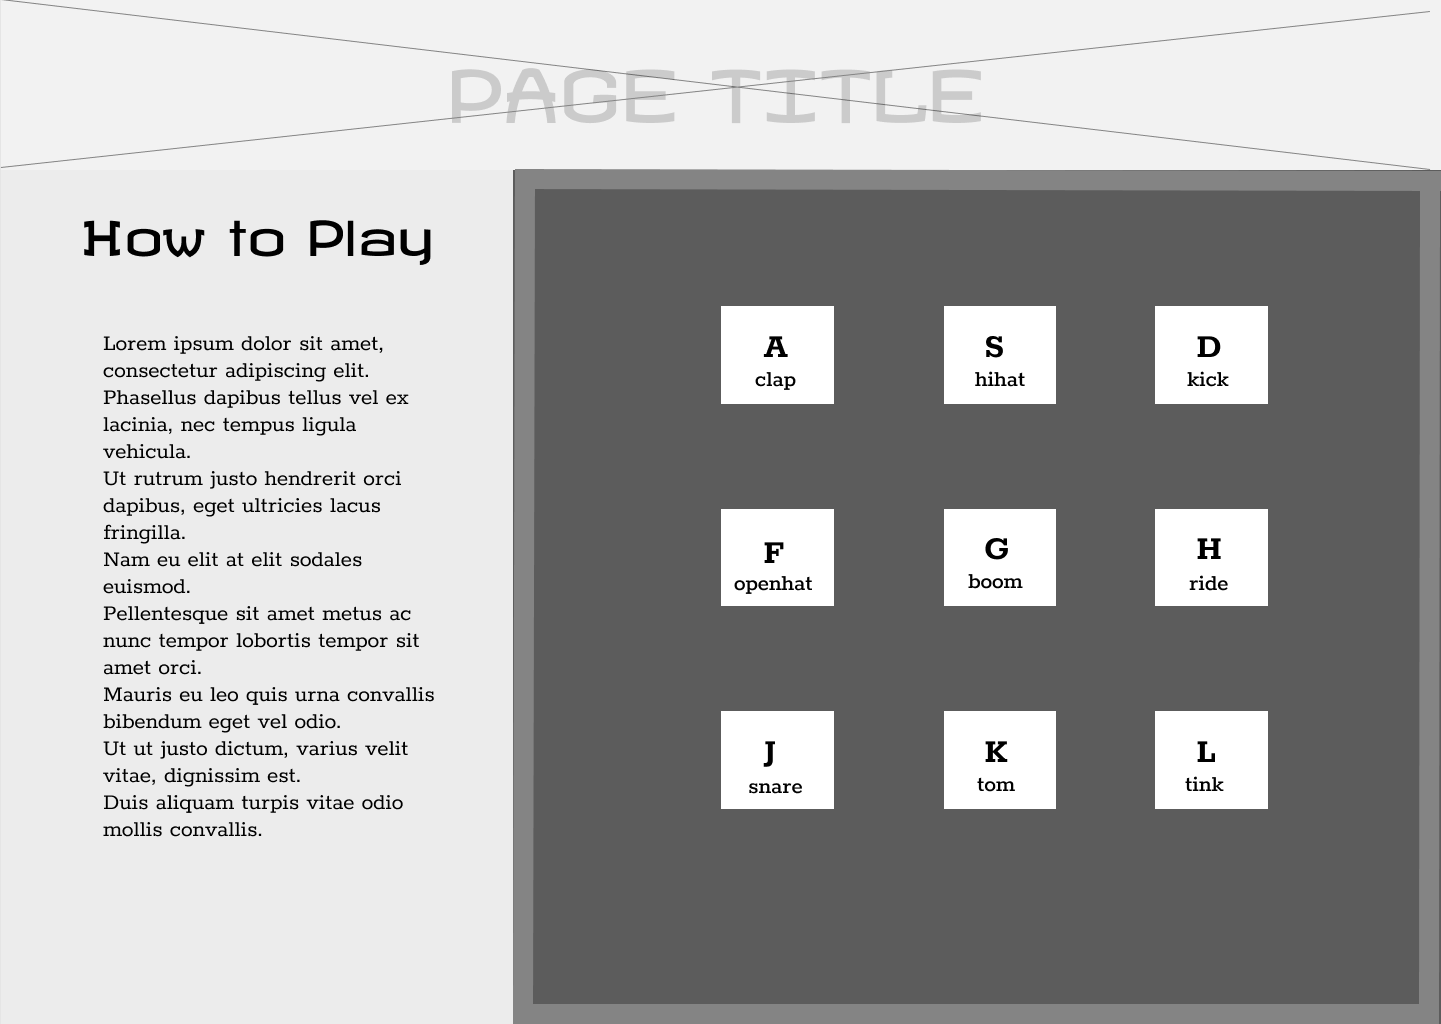 PAGE TITLE
How to Play
Lorem ipsum dolor sit amet,
consectetur adipiscing elit.
Phasellus dapibus tellus vel ex
lacinia, nec tempus ligula
vehicula.
Ut rutrum justo hendrerit orci
dapibus, eget ultricies lacus
fringilla.
Nam eu elit at elit sodales
euismod.
Pellentesque sit amet metus ac
nunc tempor lobortis tempor sit
amet orci.
Mauris eu leo quis urna convallis
bibendum eget vel odio.
Ut ut justo dictum, varius velit
vitae, dignissim est.
Duis aliquam turpis vitae odio
mollis convallis.
A
clap
S
hihat
D
kick
F
openhat
G
boom
H
ride
J
snare
K
tom
L
tink